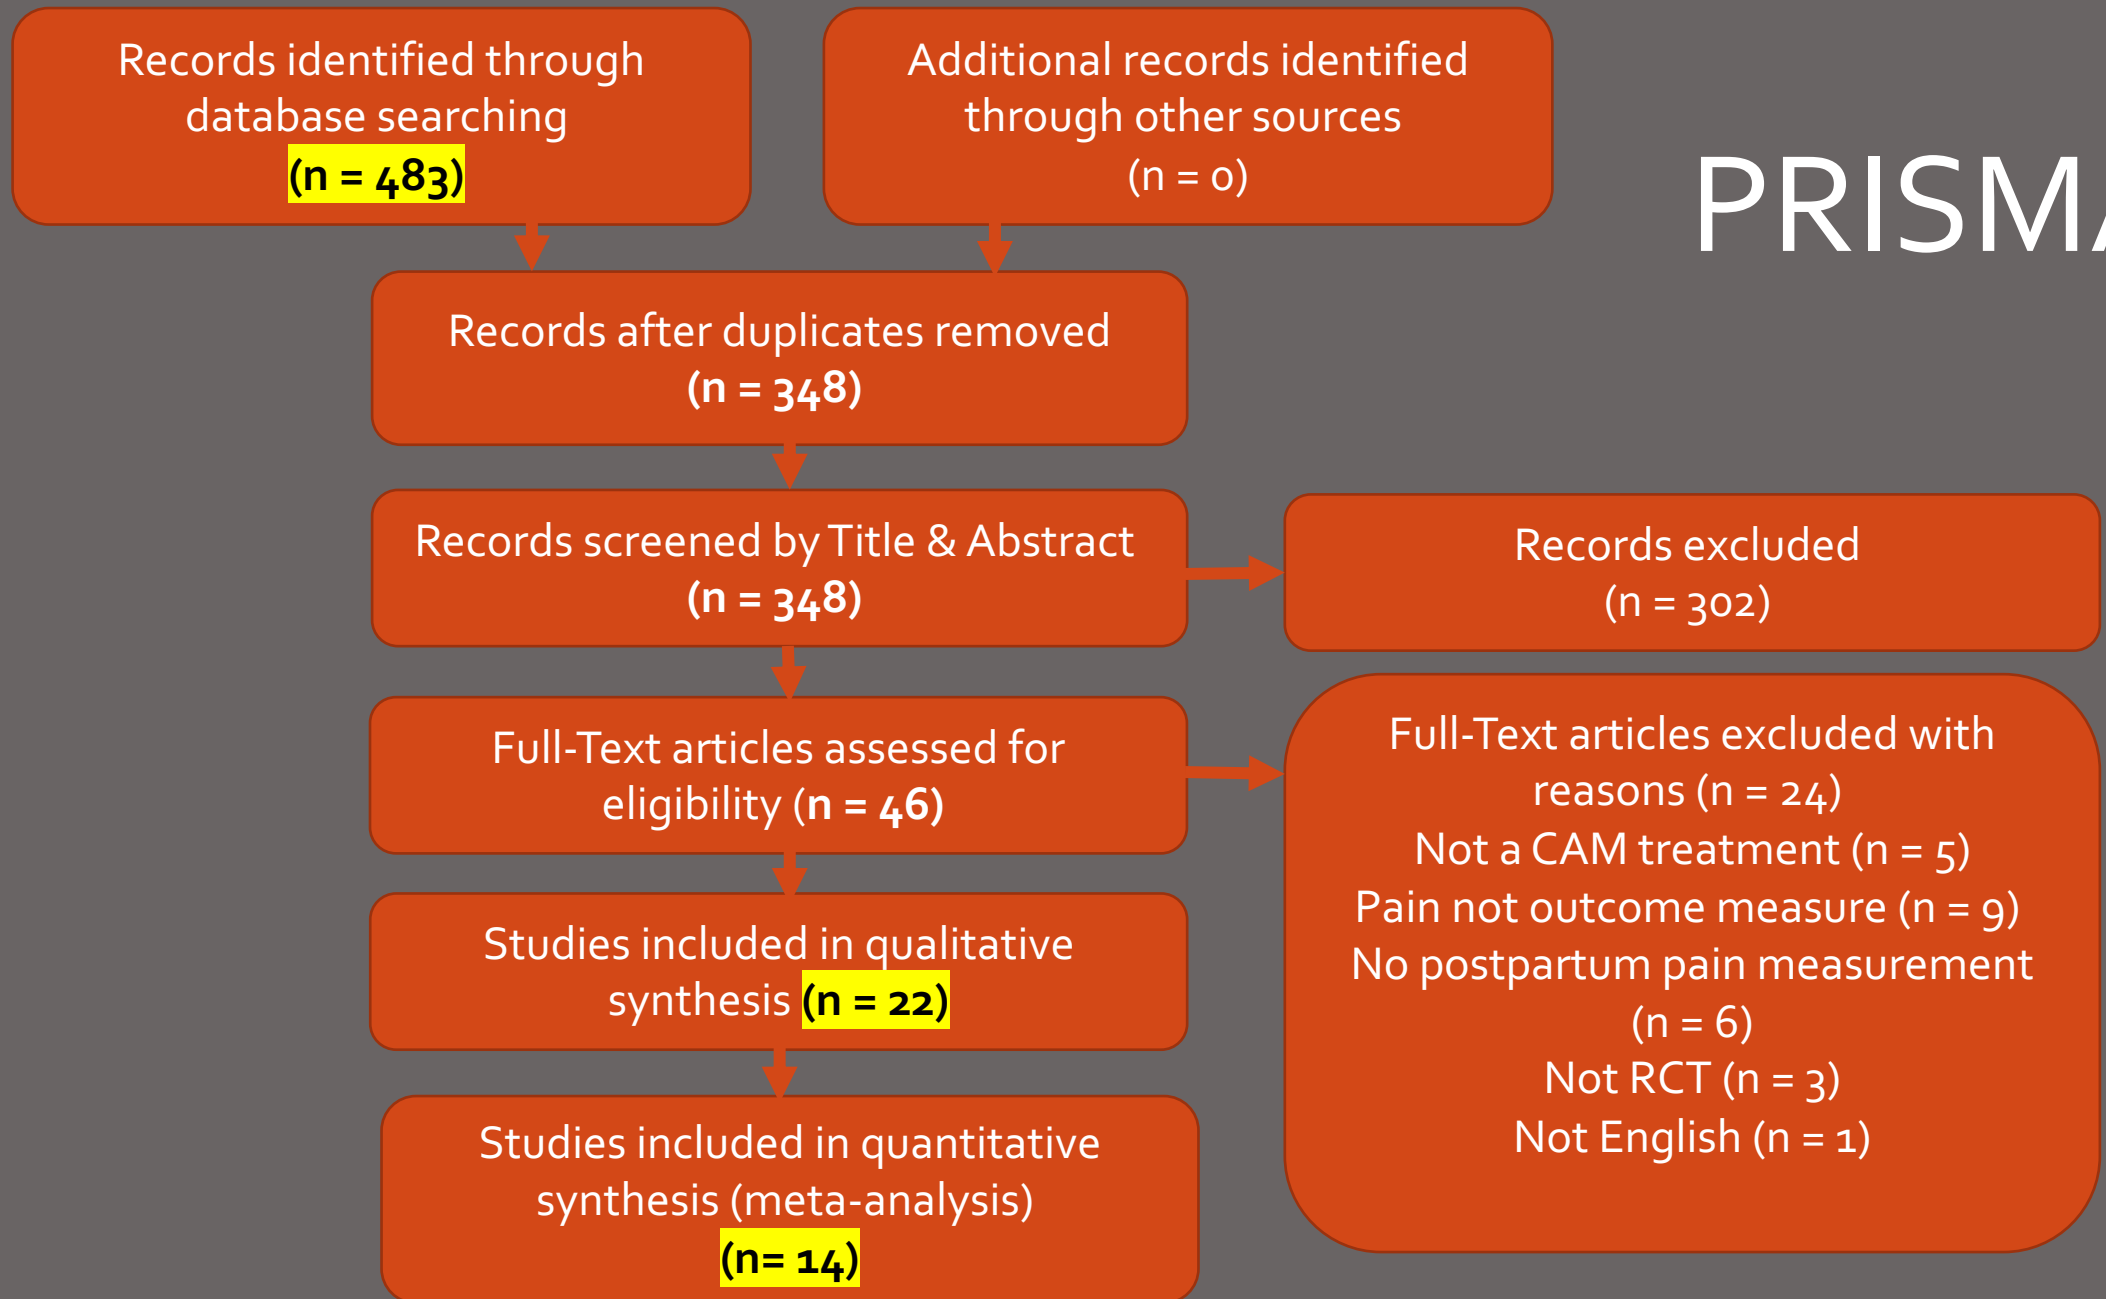 Records identified through
database searching
(n = 483)
Additional records identified
through other sources
(n = 0)
PRISMA
Records after duplicates removed
(n = 348)
Records screened by Title & Abstract
(n = 348)
Records excluded
(n = 302)
Full-Text articles assessed for
eligibility (n = 46)
Full-Text articles excluded with
reasons (n = 24)
Not a CAM treatment (n = 5)
Pain not outcome measure (n = 9)
No postpartum pain measurement
(n = 6)
Not RCT (n = 3)
Not English (n = 1)
Studies included in qualitative
synthesis (n = 22)
Studies included in quantitative
synthesis (meta-analysis)
(n= 14)